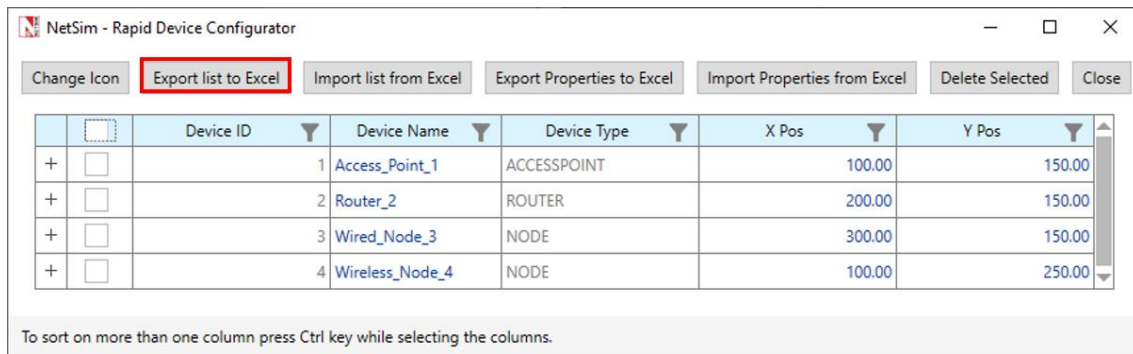 NetSim - Rapid Device Configurator
Change Icon Export list to Excel Import list from Excel Export Properties to Excel Import Properties from Excel Delete Selected Close
Device ID Device Name Device Type X Pos Y Pos
1 Access_Point_1 ACCESSPOINT 100.00 150.00
2 Router_2 ROUTER 200.00 150.00
3 Wired_Node_3 NODE 300.00 150.00
4 Wireless_Node_4 NODE 100.00 250.00
To sort on more than one column press Ctrl key while selecting the columns.